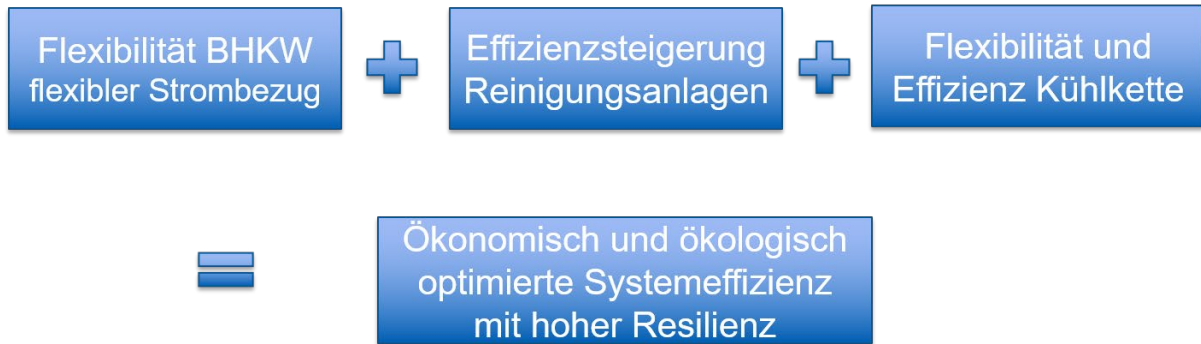 Flexibilität BHKW
flexibler Strombezug
Effizienzsteigerung
Reinigungsanlagen
Flexibilität und
Effizienz Kühlkette
Ökonomisch und ökologisch
optimierte Systemeffizienz
mit hoher Resilienz